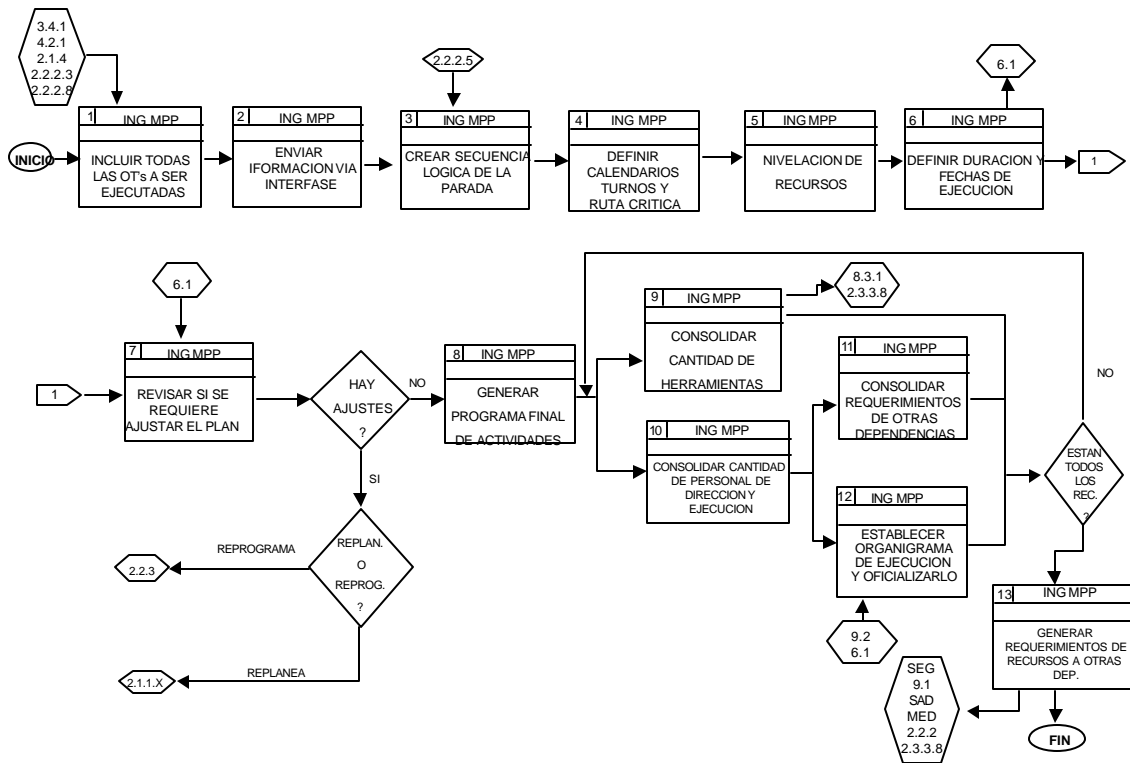 3.4.1
4.2.1
2.1.4
2.2.2.3
2.2.2.8
2.2.2.5
6.1
INICIO
1 ING MPP
INCLUIR TODAS
LAS OT's A SER
EJECUTADAS
2 ING MPP
ENVIAR
IFORMACION VIA
INTERFASE
3 ING MPP
CREAR SECUENCIA
LOGICA DE LA
PARADA
4 ING MPP
DEFINIR
CALENDARIOS
TURNOS Y
RUTA CRITICA
5 ING MPP
NIVELACION DE
RECURSOS
6 ING MPP
DEFINIR DURACION Y
FECHAS DE
EJECUCION
1
6.1
1
7 ING MPP
REVISAR SI SE
REQUIERE
AJUSTAR EL PLAN
HAY
AJUSTES
?
NO
SI
8 ING MPP
GENERAR
PROGRAMA FINAL
DE ACTIVIDADES
9 ING MPP
CONSOLIDAR
CANTIDAD DE
HERRAMIENTAS
8.3.1
2.3.3.8
10 ING MPP
CONSOLIDAR CANTIDAD
DE PERSONAL DE
DIRECCION Y
EJECUCION
11 ING MPP
CONSOLIDAR
REQUERIMIENTOS
DE OTRAS
DEPENDENCIAS
12 ING MPP
ESTABLECER
ORGANIGRAMA
DE EJECUCION
Y OFICIALIZARLO
9.2
6.1
NO
ESTAN
TODOS
LOS
REC.
?
REPLAN.
O
REPROG.
?
REPROGRAMA
2.2.3
REPLANEA
2.1.1.X
13 ING MPP
GENERAR
REQUERIMIENTOS DE
RECURSOS A OTRAS
DEP.
SEG
9.1
SAD
MED
2.2.2
2.3.3.8
FIN